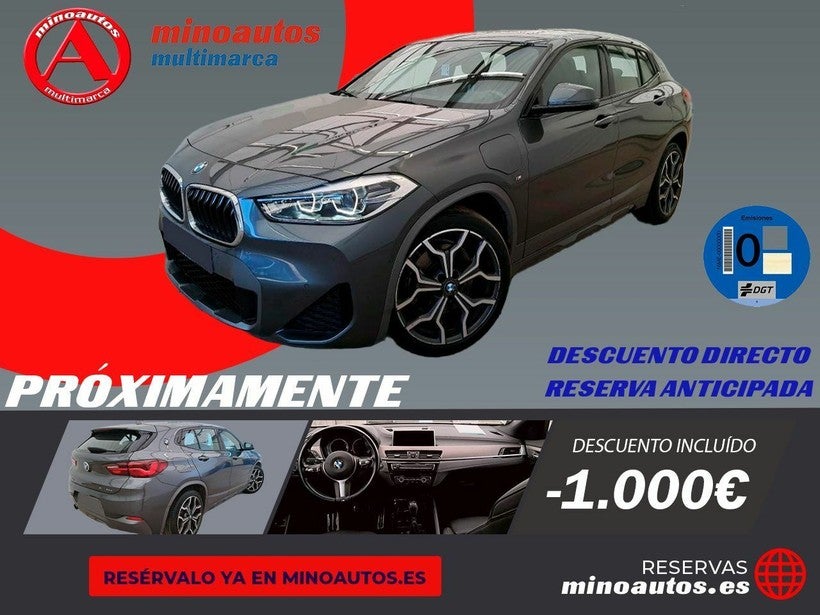 A
multimarca
minoautos
multimarca
Emisiones
0
DGT
DESCUENTO DIRECTO
RESERVA ANTICIPADA
PRÓXIMAMENTE
DESCUENTO INCLUÍDO
-1.000€
RESÉRVALO YA EN MINOAUTOS.ES
RESERVAS
minoautos.es